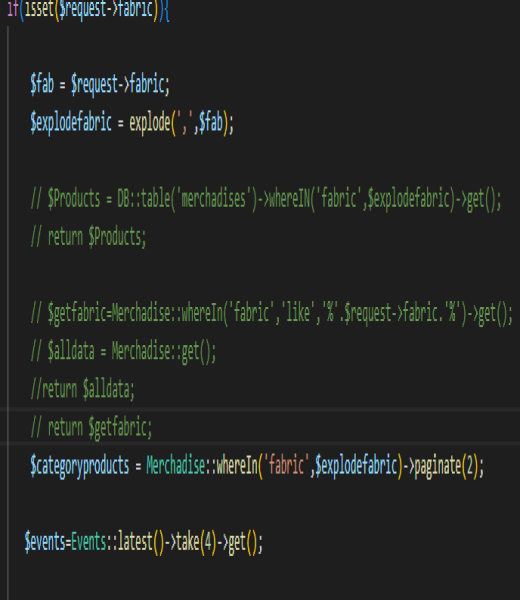 if(isset($request->fabric)){
$fab = $request->fabric;
$explodefabric = explode(',',$fab);
// $Products = DB::table('merchadises')->whereIN('fabric',$explodefabric)->get();
// return $Products;
// $getfabric=Merchadise::whereIn('fabric','like','%'.$request->fabric.'%')->get();
// $alldata = Merchadise::get();
//return $alldata;
// return $getfabric;
$categoryproducts = Merchadise::whereIn('fabric',$explodefabric)->paginate(2);
$events=Events::latest()->take(4)->get();